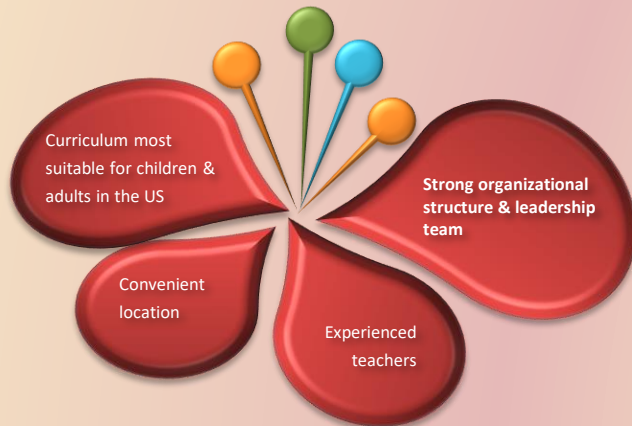 Curriculum most
suitable for children &
adults in the US
Strong organizational
structure & leadership
team
Convenient
location
Experienced
teachers